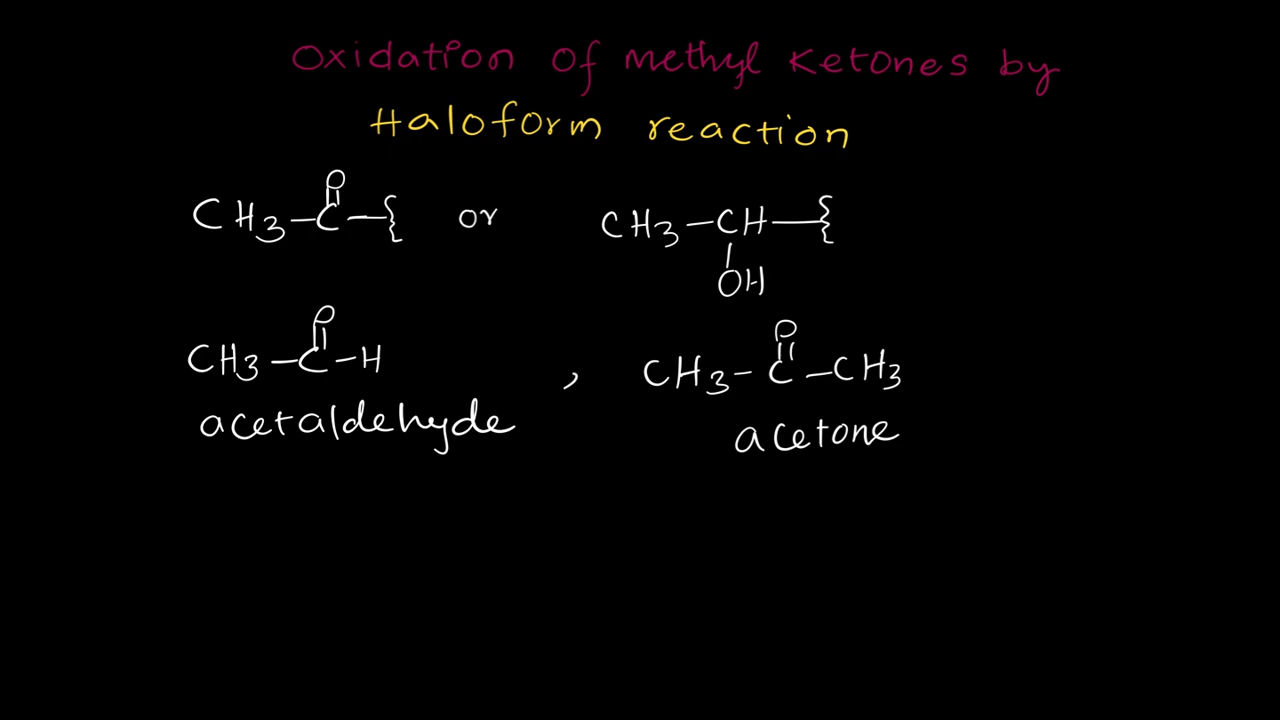 Oxidation of Methyl Ketones by
Haloform reaction
O
CH3-C-{ or CH3-CH-{
OH
O O
CH3-C-H , CH3-C-CH3
acetaldehyde
acetone